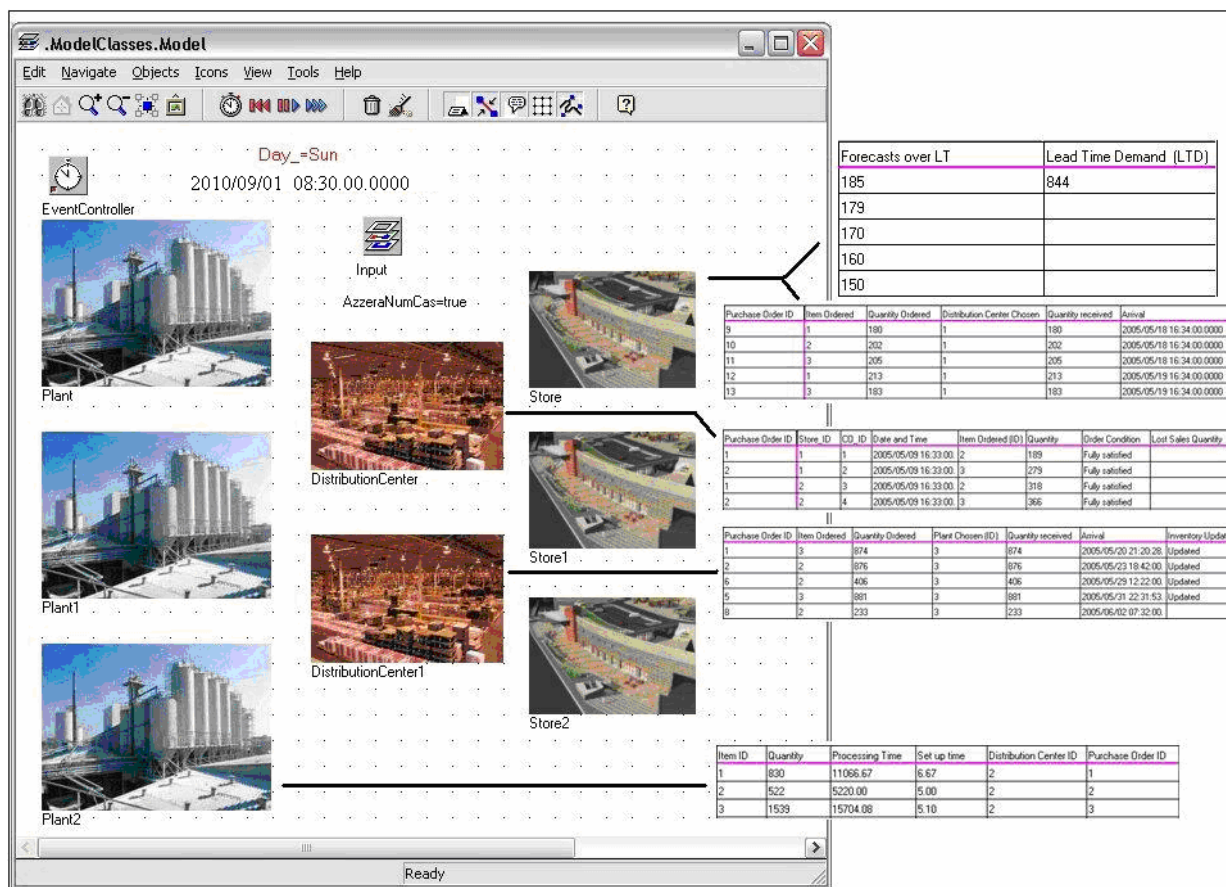 .ModelClasses.Model
Edit Navigate Objects Icons View Tools Help
Day_=Sun
2010/09/01 08:30.00.0000
EventController
Input
AzzeraNumCas=true
Plant
DistributionCenter
Store
Plant1
DistributionCenter1
Store1
Plant2
Store2
Ready
Forecasts over LT Lead Time Demand (LTD)
185 844
179
170
160
150
Purchase Order ID Item Ordered Quantity Ordered Distribution Center Chosen Quantity received Arrival
9 1 180 1 180 2005/05/18 16:34:00.0000
10 2 202 1 202 2005/05/18 16:34:00.0000
11 3 205 1 205 2005/05/18 16:34:00.0000
12 1 213 1 213 2005/05/19 16:34:00.0000
13 3 183 1 183 2005/05/19 16:34:00.0000
Purchase Order ID Store_ID CO_ID Date and Time Item Ordered (ID) Quantity Order Condition Lost Sales Quantity
1 1 1 2005/05/09 16:33:00. 2 189 Fully satisfied
2 1 2 2005/05/09 16:33:00. 3 279 Fully satisfied
1 2 3 2005/05/09 16:33:00. 2 318 Fully satisfied
2 2 4 2005/05/09 16:33:00. 3 366 Fully satisfied
Purchase Order ID Item Ordered Quantity Ordered Plant Chosen (ID) Quantity received Arrival Inventory Updat
1 3 874 3 874 2005/05/20 21:20:28. Updated
2 2 876 3 876 2005/05/23 18:42:00. Updated
6 2 406 3 406 2005/05/29 12:22:00. Updated
5 3 881 3 881 2005/05/31 22:31:53. Updated
8 2 233 3 233 2005/06/02 07:32:00.
Item ID Quantity Processing Time Set up time Distribution Center ID Purchase Order ID
1 830 11066.67 6.67 2 1
2 522 5220.00 5.00 2 2
3 1539 15704.08 5.10 2 3